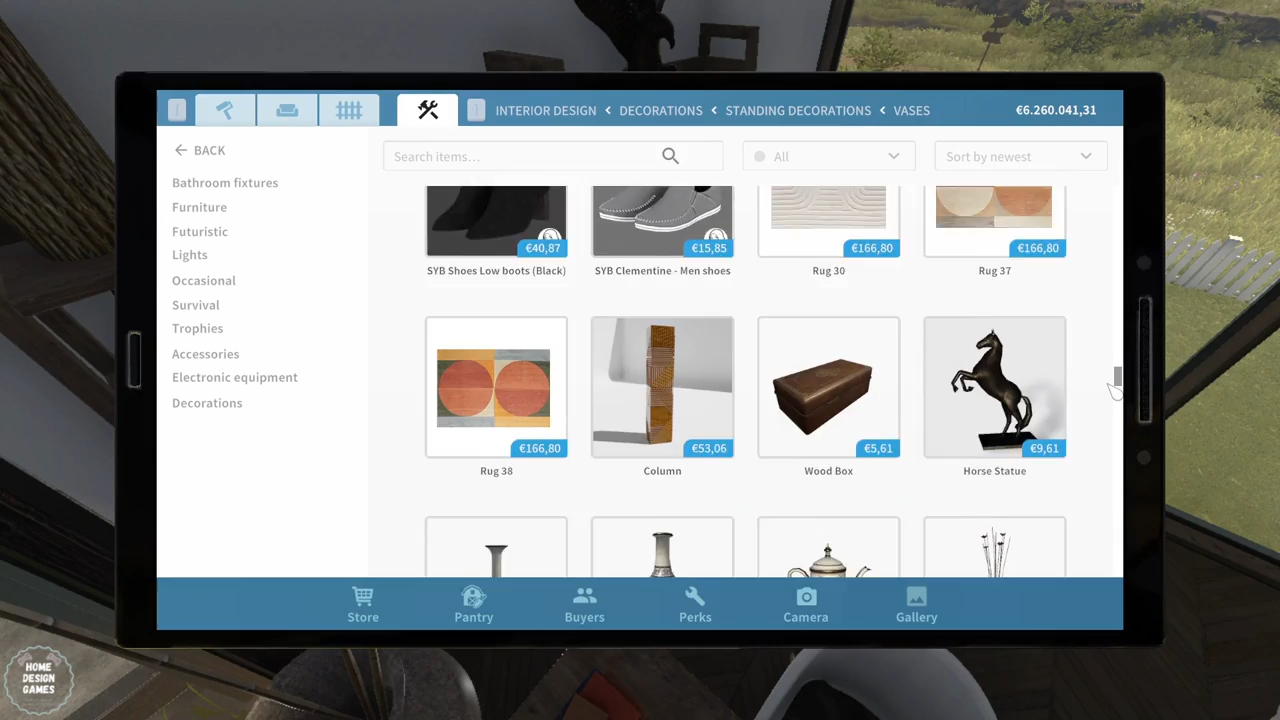 INTERIOR DESIGN < DECORATIONS < STANDING DECORATIONS < VASES
€6.260.041,31
BACK
Search items...
All
Sort by newest
Bathroom fixtures
Furniture
Futuristic
Lights
Occasional
Survival
Trophies
Accessories
Electronic equipment
Decorations
€40,87
€15,85
€166,80
€166,80
SYB Shoes Low boots (Black)
SYB Clementine - Men shoes
Rug 30
Rug 37
€166,80
€53,06
€5,61
€9,61
Rug 38
Column
Wood Box
Horse Statue
Store
Pantry
Buyers
Perks
Camera
Gallery
HOME
DESIGN
GAMES